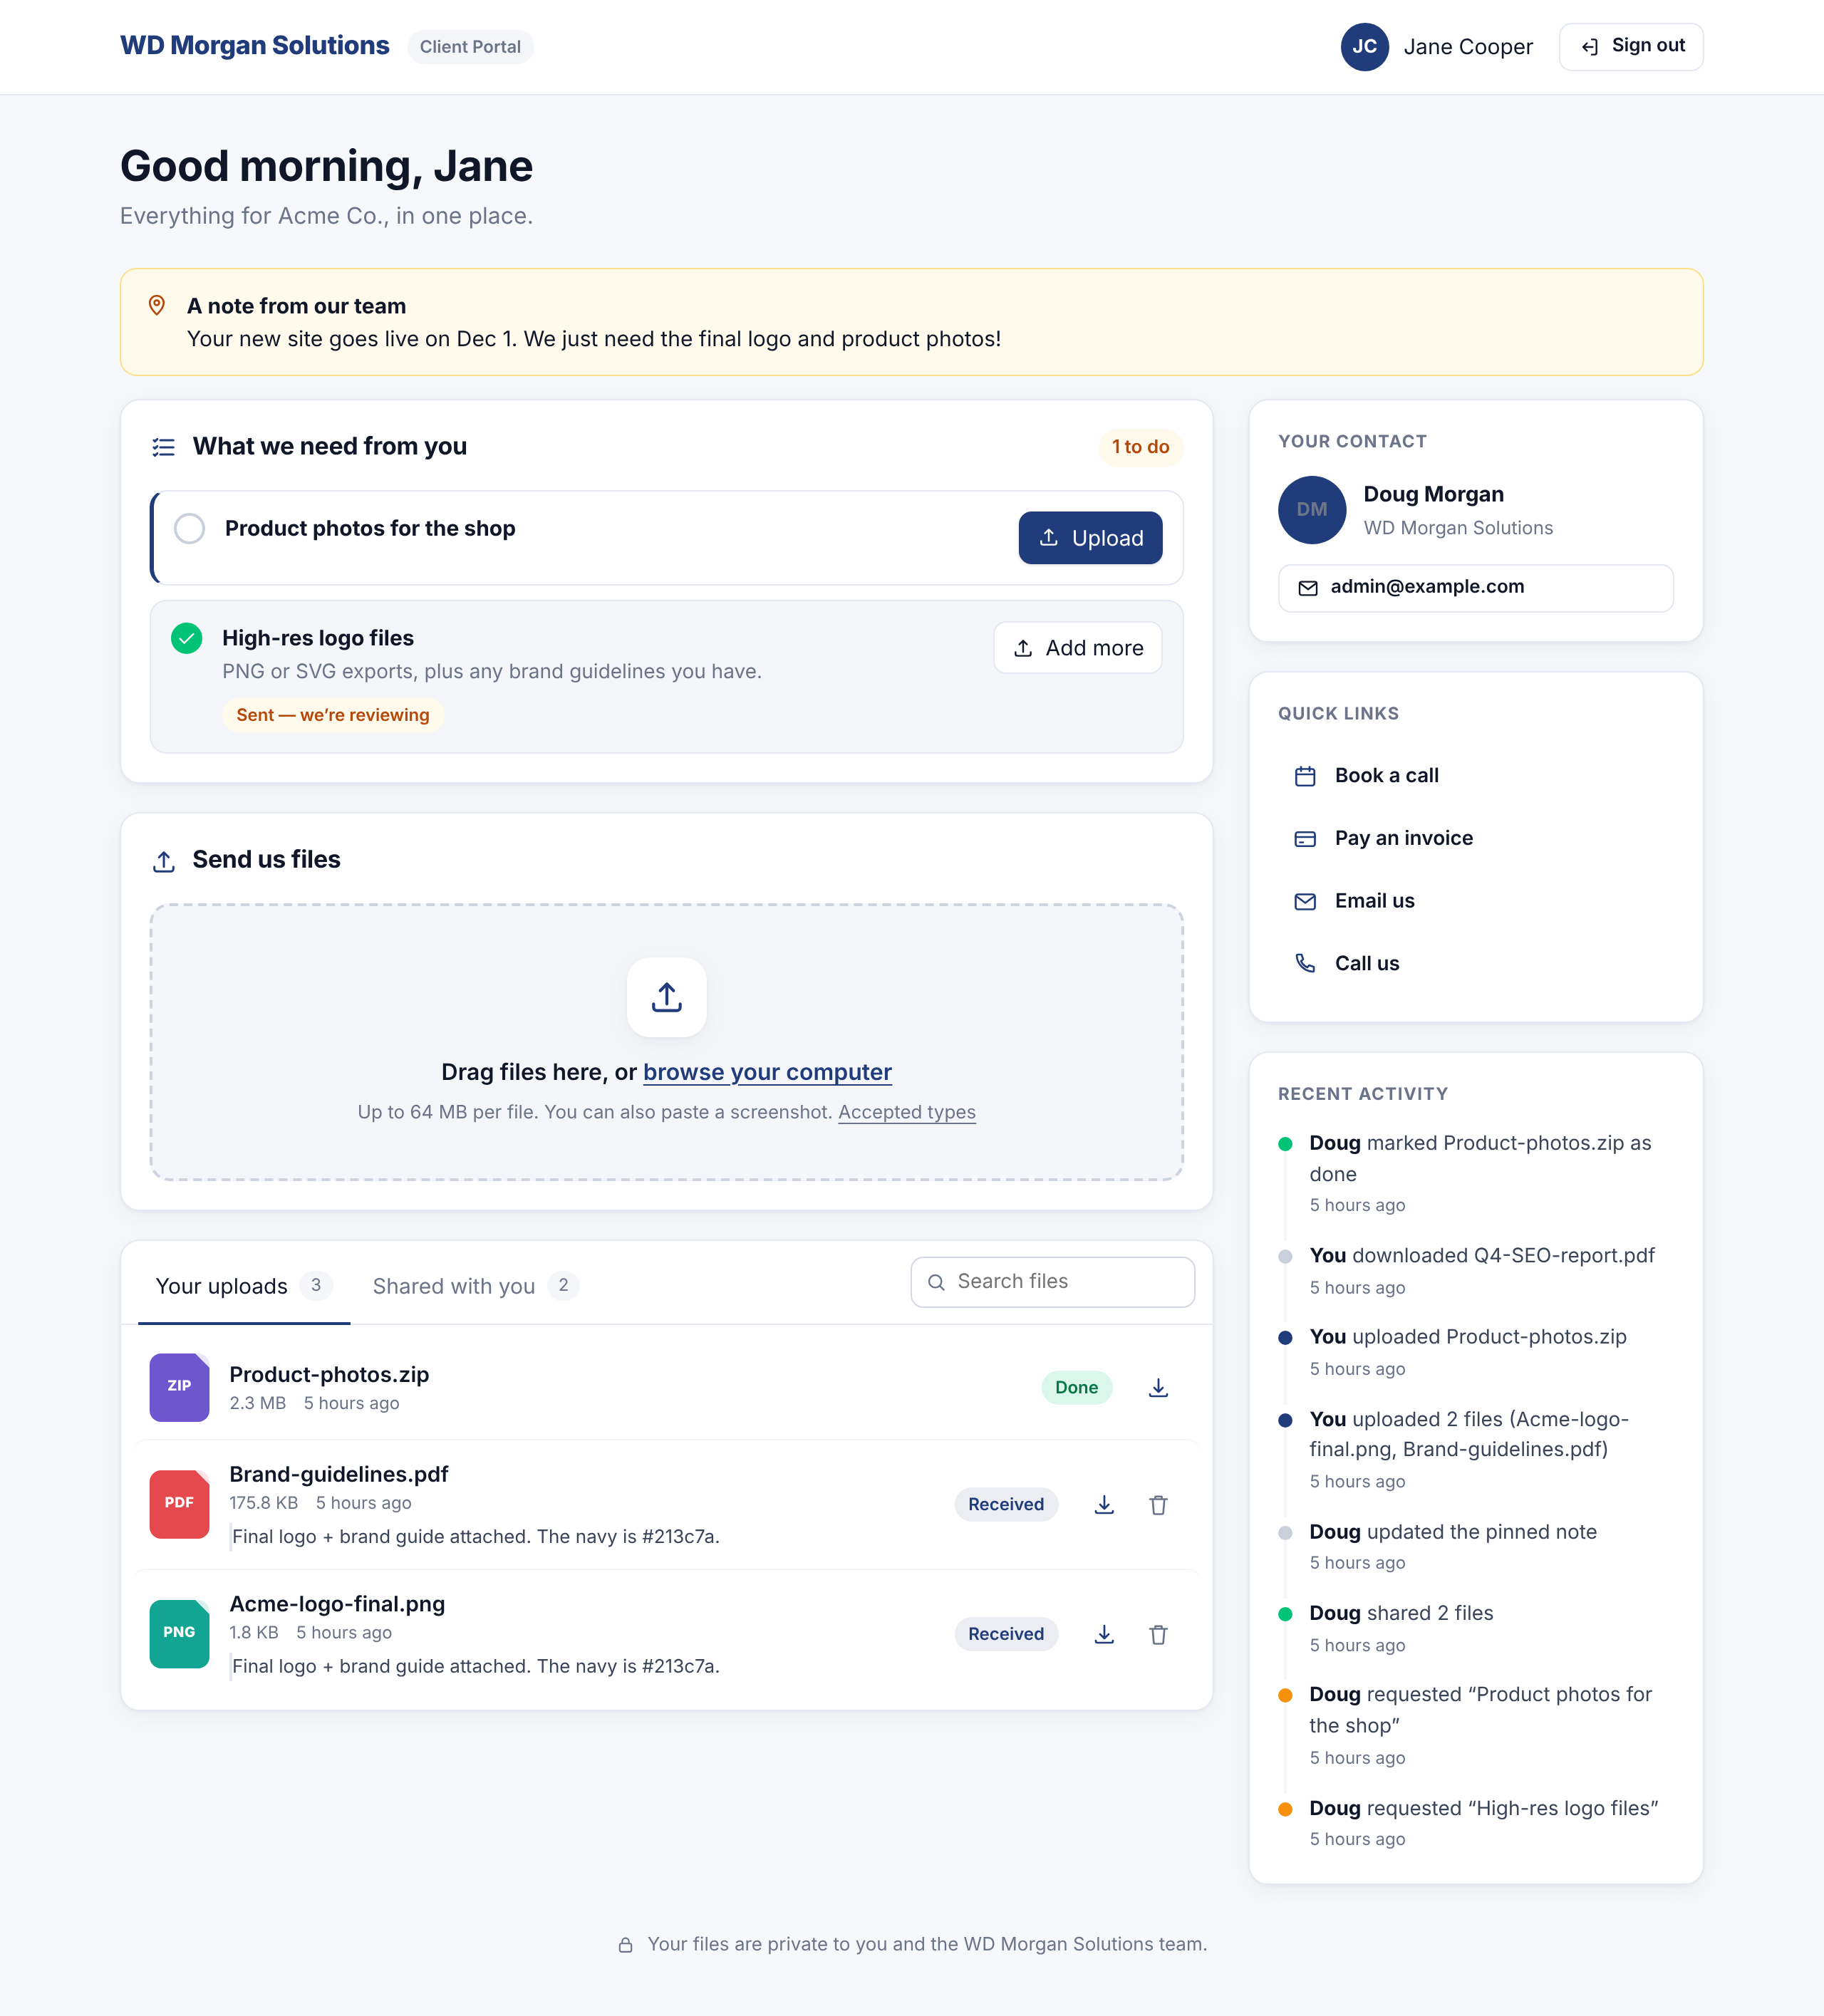 WD Morgan Solutions
Client Portal
JC
Jane Cooper
Sign out
Good morning, Jane
Everything for Acme Co., in one place.
A note from our team
Your new site goes live on Dec 1. We just need the final logo and product photos!
What we need from you
1 to do
Product photos for the shop
Upload
High-res logo files
Add more
PNG or SVG exports, plus any brand guidelines you have.
Sent — we’re reviewing
Send us files
Drag files here, or browse your computer
Up to 64 MB per file. You can also paste a screenshot. Accepted types
Your uploads 3
Shared with you 2
Search files
ZIP
Product-photos.zip
2.3 MB 5 hours ago
Done
PDF
Brand-guidelines.pdf
175.8 KB 5 hours ago
Final logo + brand guide attached. The navy is #213c7a.
Received
PNG
Acme-logo-final.png
1.8 KB 5 hours ago
Final logo + brand guide attached. The navy is #213c7a.
Received
YOUR CONTACT
DM
Doug Morgan
WD Morgan Solutions
admin@example.com
QUICK LINKS
Book a call
Pay an invoice
Email us
Call us
RECENT ACTIVITY
Doug marked Product-photos.zip as
done
5 hours ago
You downloaded Q4-SEO-report.pdf
5 hours ago
You uploaded Product-photos.zip
5 hours ago
You uploaded 2 files (Acme-logo-
final.png, Brand-guidelines.pdf)
5 hours ago
Doug updated the pinned note
5 hours ago
Doug shared 2 files
5 hours ago
Doug requested “Product photos for
the shop”
5 hours ago
Doug requested “High-res logo files”
5 hours ago
Your files are private to you and the WD Morgan Solutions team.